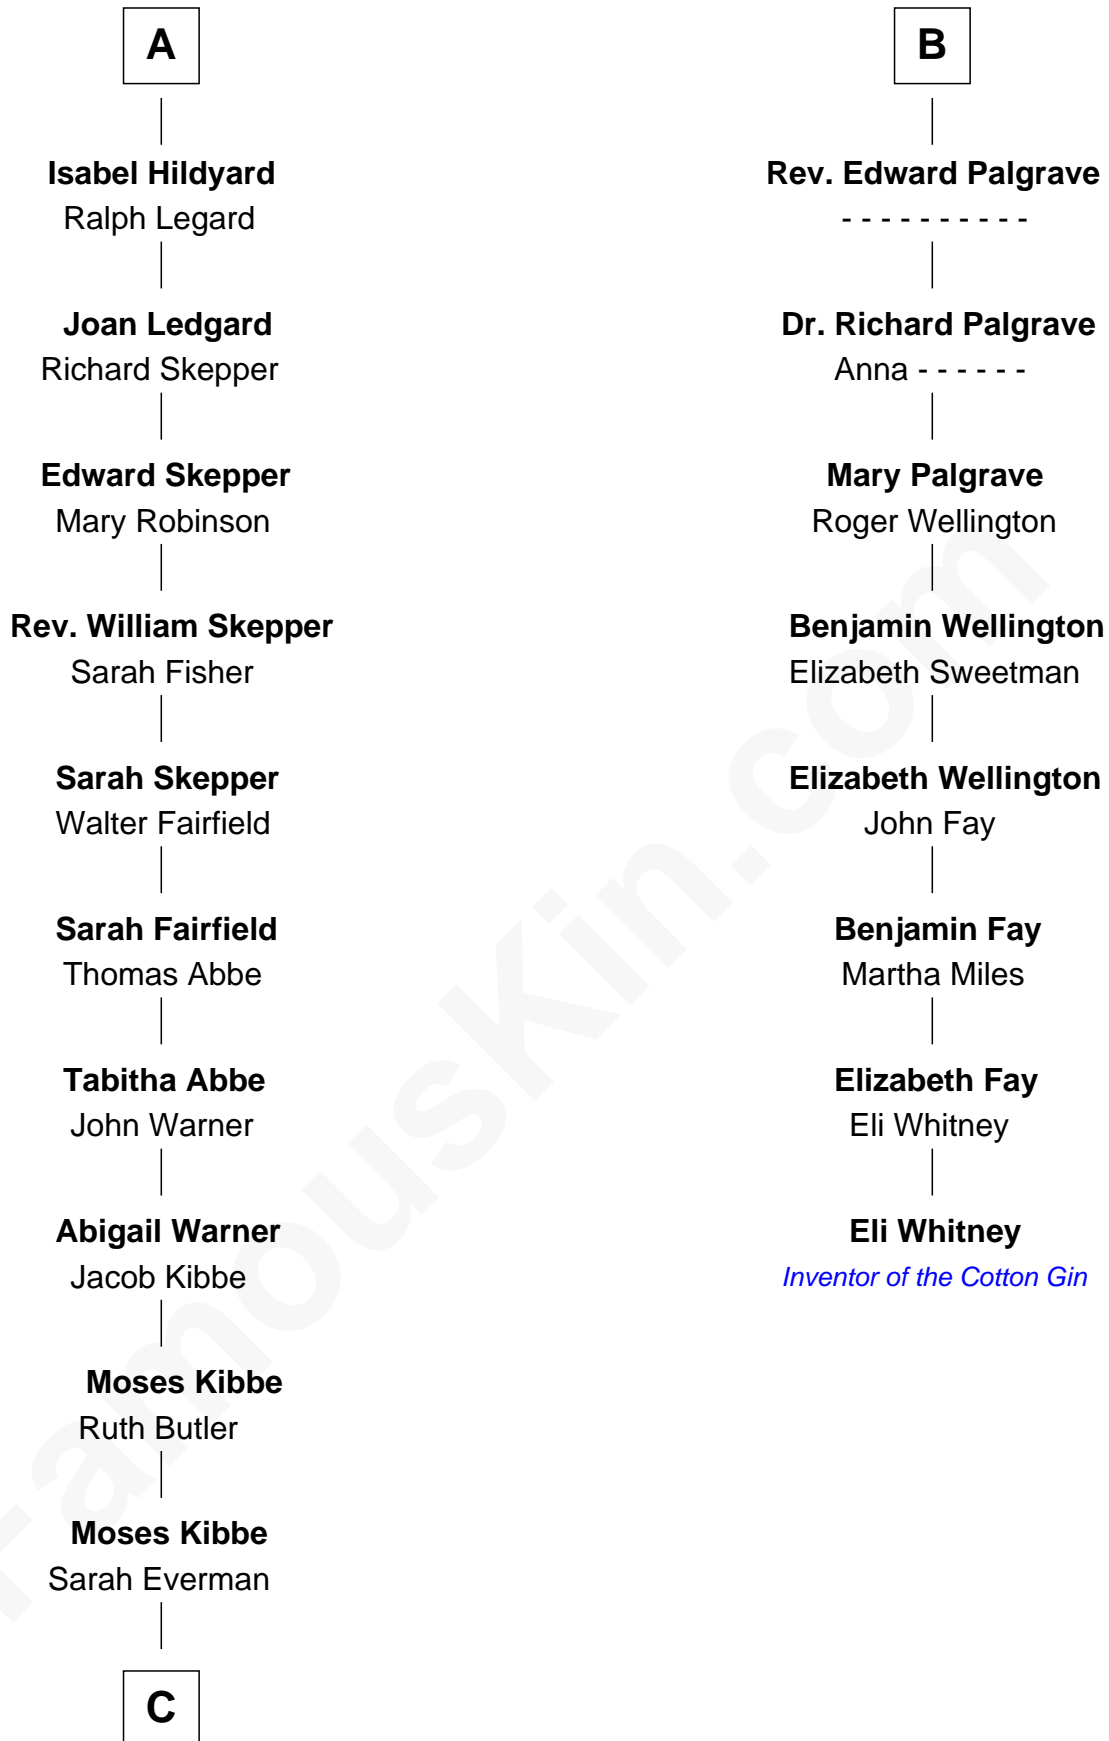 A
Isabel Hildyard
Ralph Legard
Joan Ledgard
Richard Skepper
Edward Skepper
Mary Robinson
Rev. William Skepper
Sarah Fisher
Sarah Skepper
Walter Fairfield
Sarah Fairfield
Thomas Abbe
Tabitha Abbe
John Warner
Abigail Warner
Jacob Kibbe
Moses Kibbe
Ruth Butler
Moses Kibbe
Sarah Everman
C
B
Rev. Edward Palgrave
- - - - - - - - - -
Dr. Richard Palgrave
Anna - - - - - -
Mary Palgrave
Roger Wellington
Benjamin Wellington
Elizabeth Sweetman
Elizabeth Wellington
John Fay
Benjamin Fay
Martha Miles
Elizabeth Fay
Eli Whitney
Eli Whitney
Inventor of the Cotton Gin
FamousKin.com